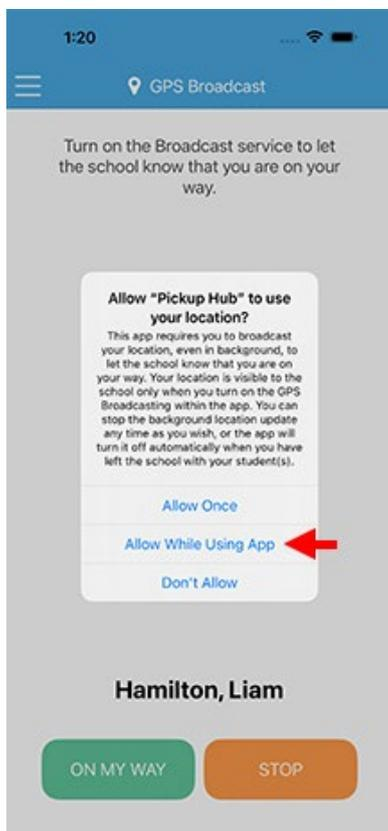 1:20
GPS Broadcast
Turn on the Broadcast service to let
the school know that you are on your
way.
Allow "Pickup Hub" to use
your location?
This app requires you to broadcast
your location, even in background, to
let the school know that you are on
your way. Your location is visible to the
school only when you turn on the GPS
Broadcasting within the app. You can
stop the background location update
any time as you wish, or the app will
turn it off automatically when you have
left the school with your student(s).
Allow Once
Allow While Using App
Don't Allow
Hamilton, Liam
ON MY WAY
STOP